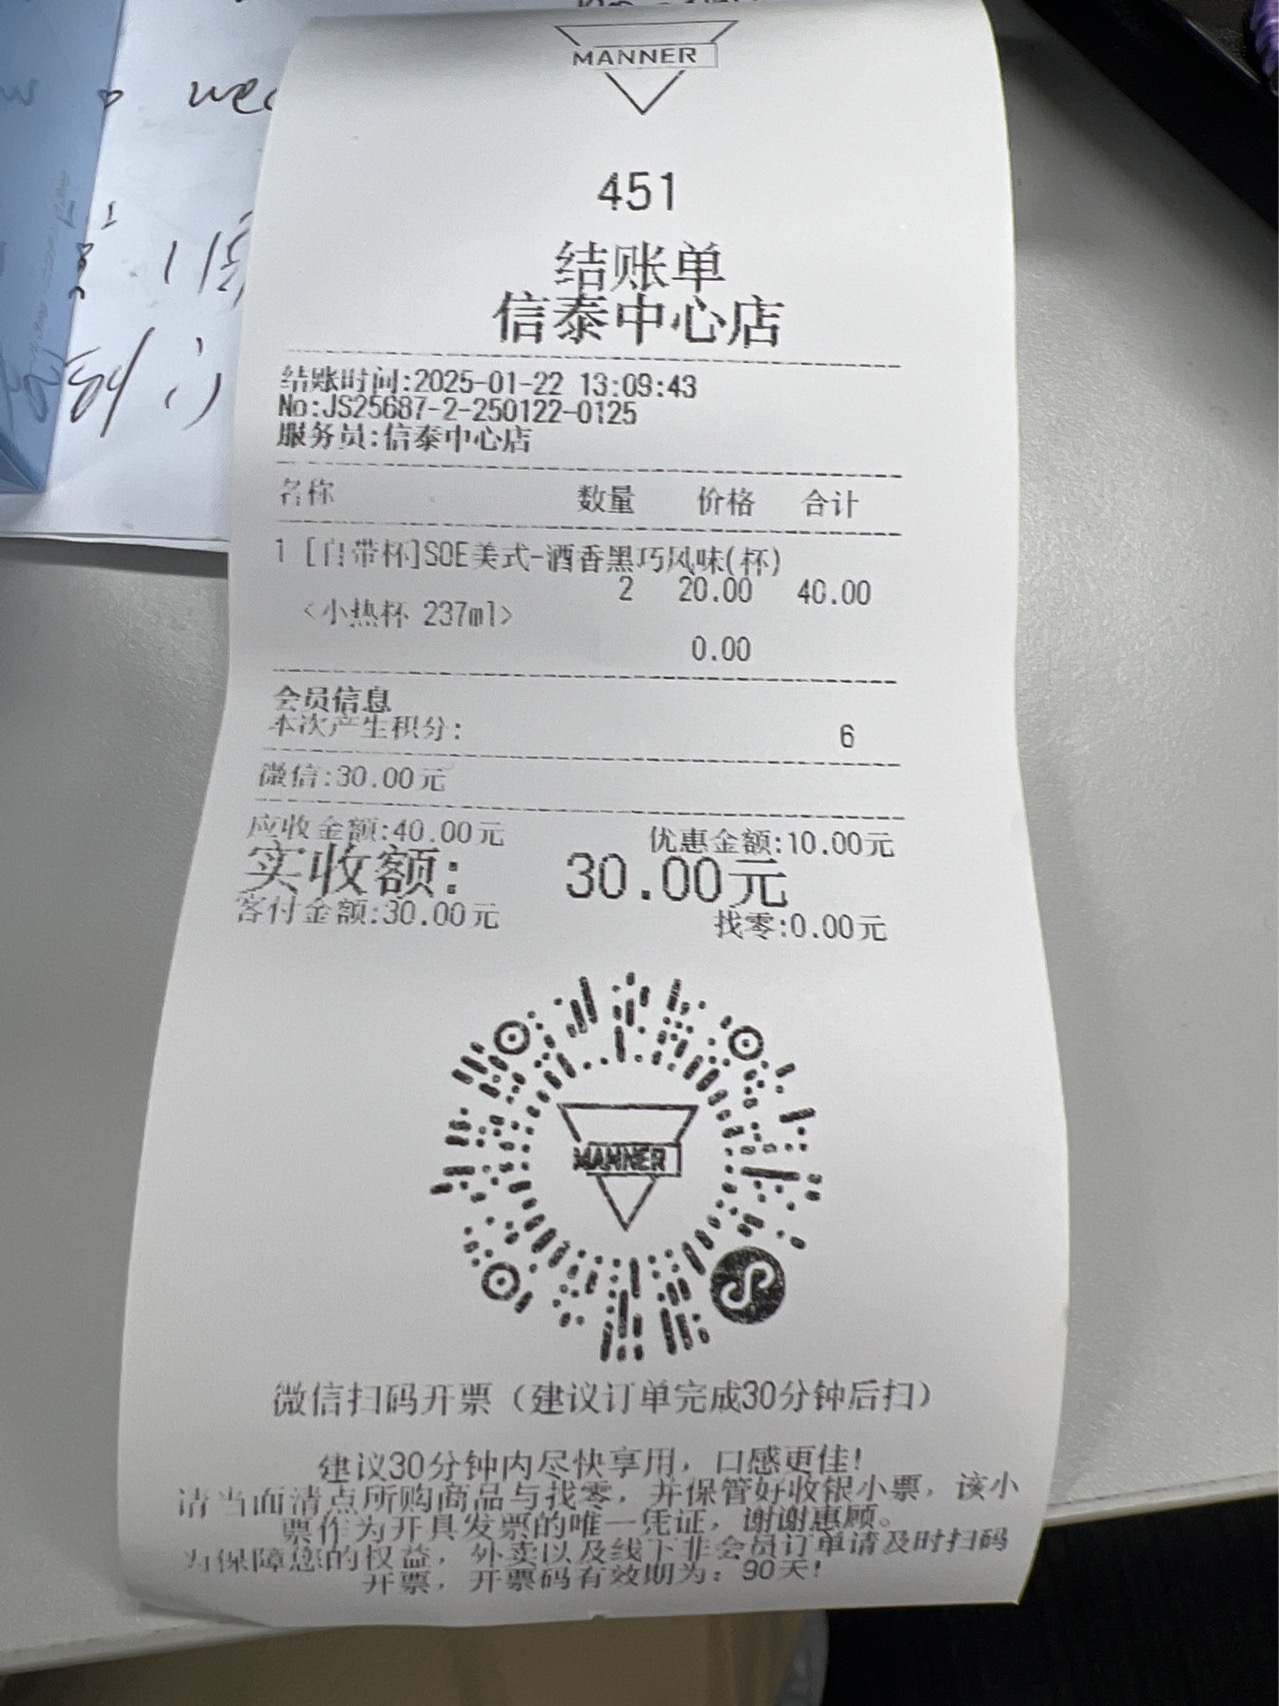 MANNER
451
结账单
信泰中心店
结账时间:2025-01-22 13:09:43
No:JS25687-2-250122-0125
服务员:信泰中心店
名称 数量 价格 合计
1 [自带杯]SOE美式-酒香黑巧风味(杯)
2 20.00 40.00
<小热杯 237ml>
0.00
会员信息
本次产生积分: 6
微信:30.00元
应收金额:40.00元 优惠金额:10.00元
实收额: 30.00元
客付金额:30.00元 找零:0.00元
MANNER
微信扫码开票（建议订单完成30分钟后扫）
建议30分钟内尽快享用，口感更佳!
请当面清点所购商品与找零，并保管好收银小票，该小
票作为开具发票的唯一凭证，谢谢惠顾。
为保障您的权益，外卖以及线下非会员订单请及时扫码
开票，开票码有效期为：90天!